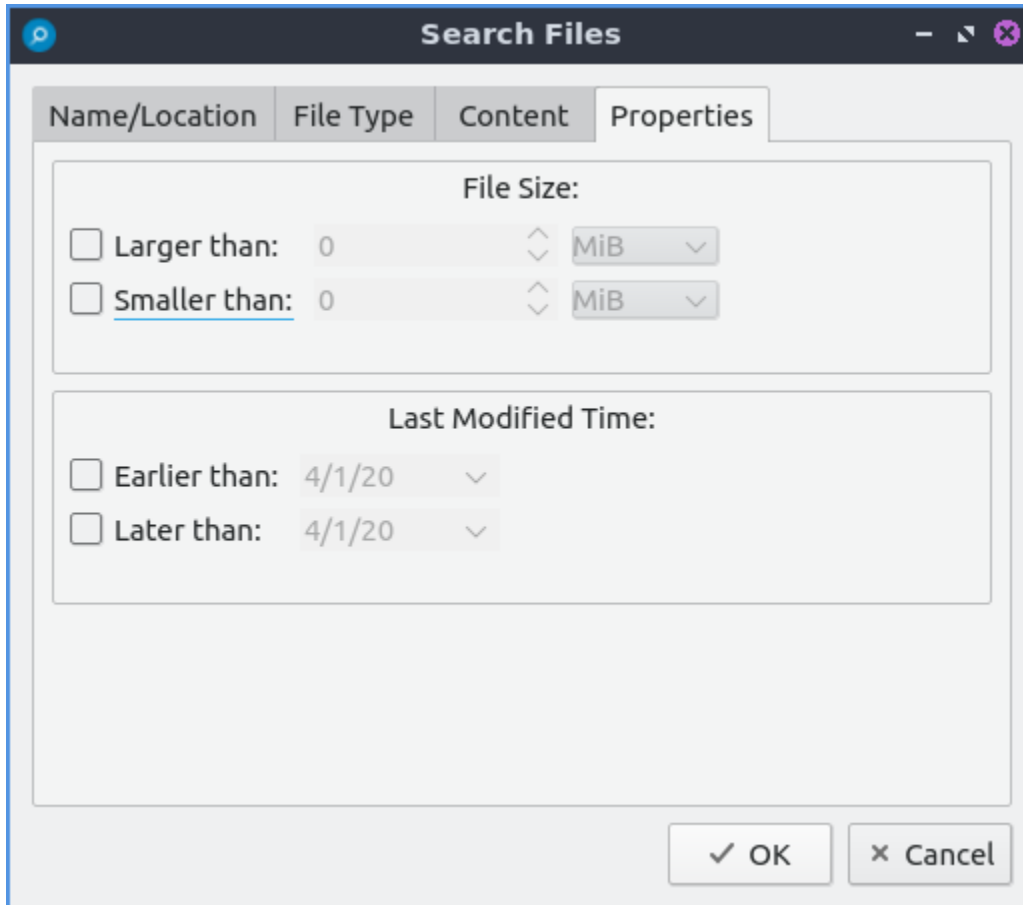 Search Files
Name/Location File Type Content Properties
File Size:
Larger than: 0 MiB
Smaller than: 0 MiB
Last Modified Time:
Earlier than: 4/1/20
Later than: 4/1/20
OK Cancel